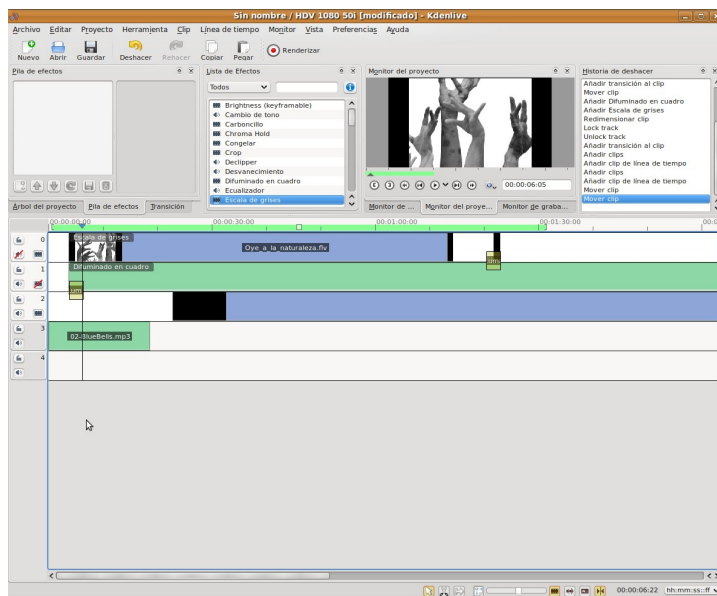 Sin nombre / HDV 1080 50i [modificado] - Kdenlive
Archivo Editar Proyecto Herramienta Clip Línea de tiempo Monitor Vista Preferencias Ayuda
Nuevo Abrir Guardar Deshacer Rehacer Copiar Pegar Renderizar
Pila de efectos
Lista de Efectos
Todos
Brightness (keyframable)
Cambio de tono
Carboncillo
Chroma Hold
Congelar
Crop
Declipper
Desvanecimiento
Difuminado en cuadro
Ecualizador
Escala de grises
Monitor del proyecto
00:00:06:05
Historia de deshacer
Añadir transición al clip
Mover clip
Añadir Difuminado en cuadro
Añadir Escala de grises
Redimensionar clip
Lock track
Unlock track
Añadir transición al clip
Añadir clips
Añadir clip de línea de tiempo
Añadir clips
Añadir clip de línea de tiempo
Mover clip
Mover clip
Árbol del proyecto Pila de efectos Transición
Monitor de ... Monitor del proye... Monitor de graba...
00:00:00:00 00:00:30:00 00:01:00:00 00:01:30:00 00:0
0
Escala de grises
Oye_a_la_naturaleza.flv
um
1
Difuminado en cuadro
um
2
3
02-BlueBells.mp3
4
00:00:06:22 hh:mm:ss::ff